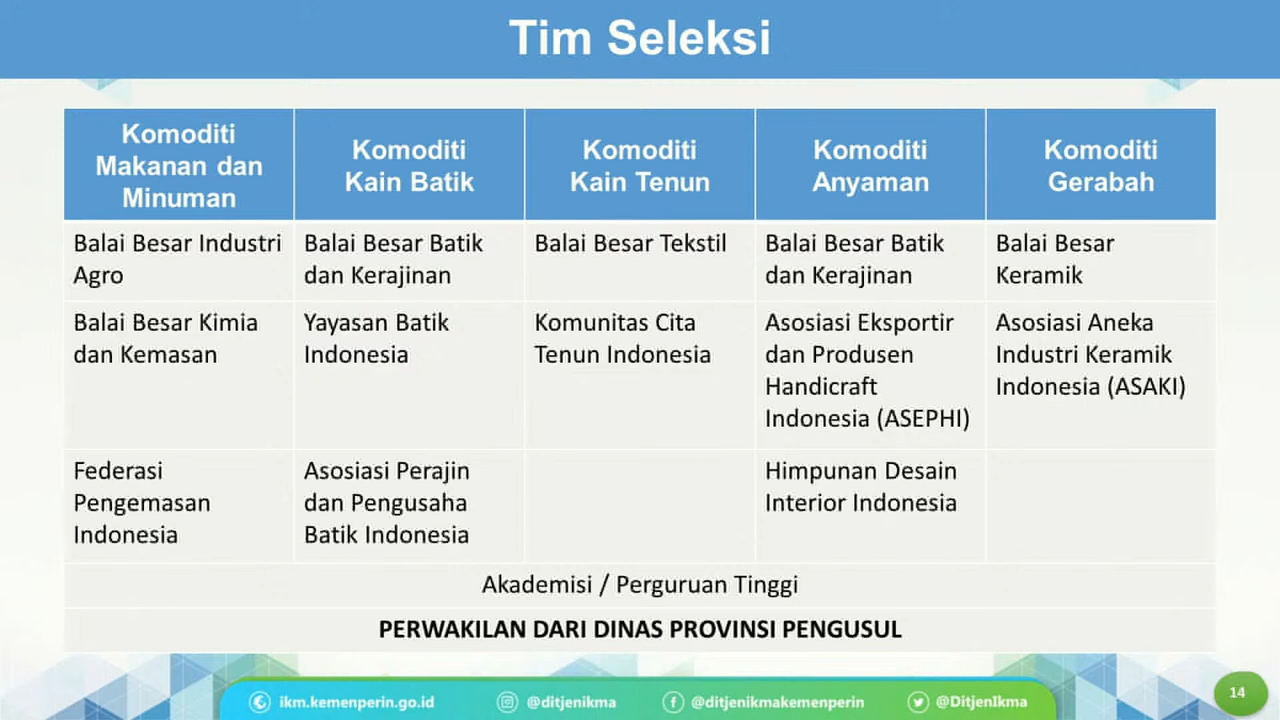 Tim Seleksi
Komoditi
Makanan dan
Minuman
Komoditi
Kain Batik
Komoditi
Kain Tenun
Komoditi
Anyaman
Komoditi
Gerabah
Balai Besar Industri
Agro
Balai Besar Batik
dan Kerajinan
Balai Besar Tekstil
Balai Besar Batik
dan Kerajinan
Balai Besar
Keramik
Balai Besar Kimia
dan Kemasan
Yayasan Batik
Indonesia
Komunitas Cita
Tenun Indonesia
Asosiasi Eksportir
dan Produsen
Handicraft
Indonesia (ASEPHI)
Asosiasi Aneka
Industri Keramik
Indonesia (ASAKI)
Federasi
Pengemasan
Indonesia
Asosiasi Perajin
dan Pengusaha
Batik Indonesia
Himpunan Desain
Interior Indonesia
Akademisi / Perguruan Tinggi
PERWAKILAN DARI DINAS PROVINSI PENGUSUL
ikm.kemenperin.go.id
@ditjenikma
@ditjenikmakemenperin
@DitjenIkma
14